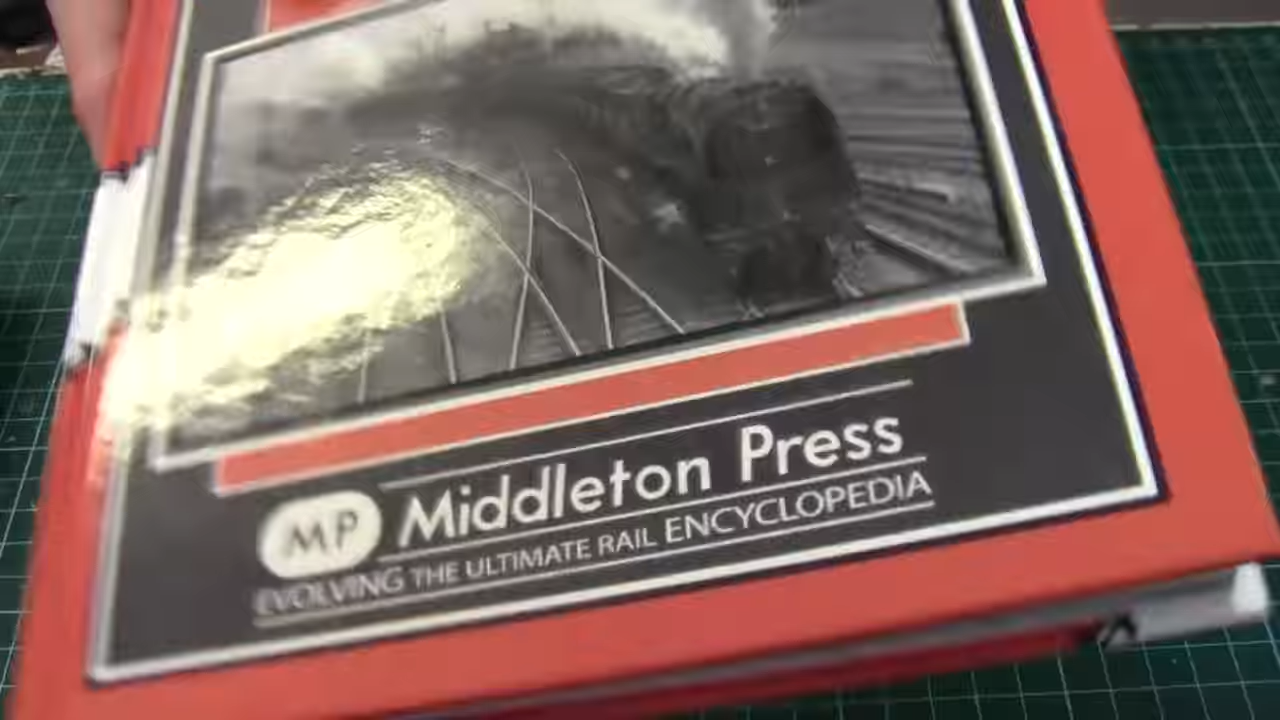 MP Middleton Press
EVOLVING THE ULTIMATE RAIL ENCYCLOPEDIA